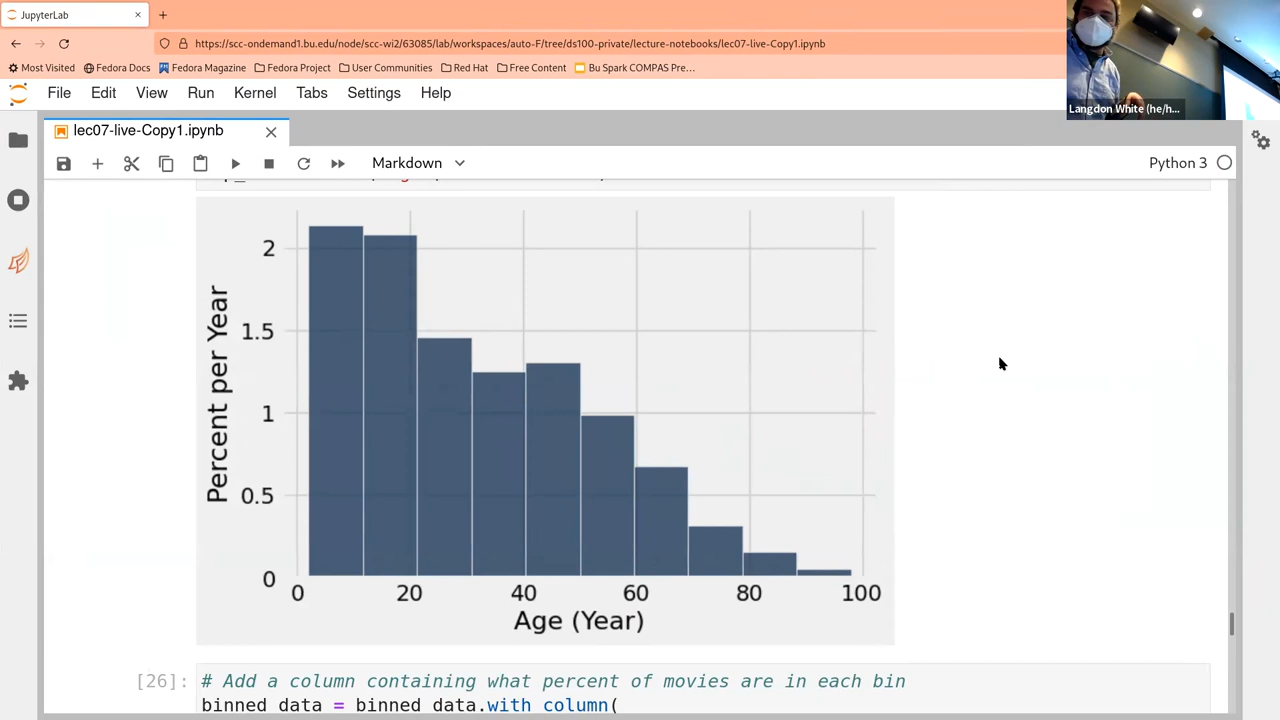 JupyterLab
https://scc-ondemand1.bu.edu/node/scc-wi2/63085/lab/workspaces/auto-F/tree/ds100-private/lecture-notebooks/lec07-live-Copy1.ipynb
Most Visited Fedora Docs Fedora Magazine Fedora Project User Communities Red Hat Free Content Bu Spark COMPAS Pre…
Langdon White (he/h...
File Edit View Run Kernel Tabs Settings Help
lec07-live-Copy1.ipynb
Markdown
Python 3
2
1.5
1
0.5
0
Percent per Year
0 20 40 60 80 100
Age (Year)
[26]: # Add a column containing what percent of movies are in each bin
binned_data = binned_data.with_column(